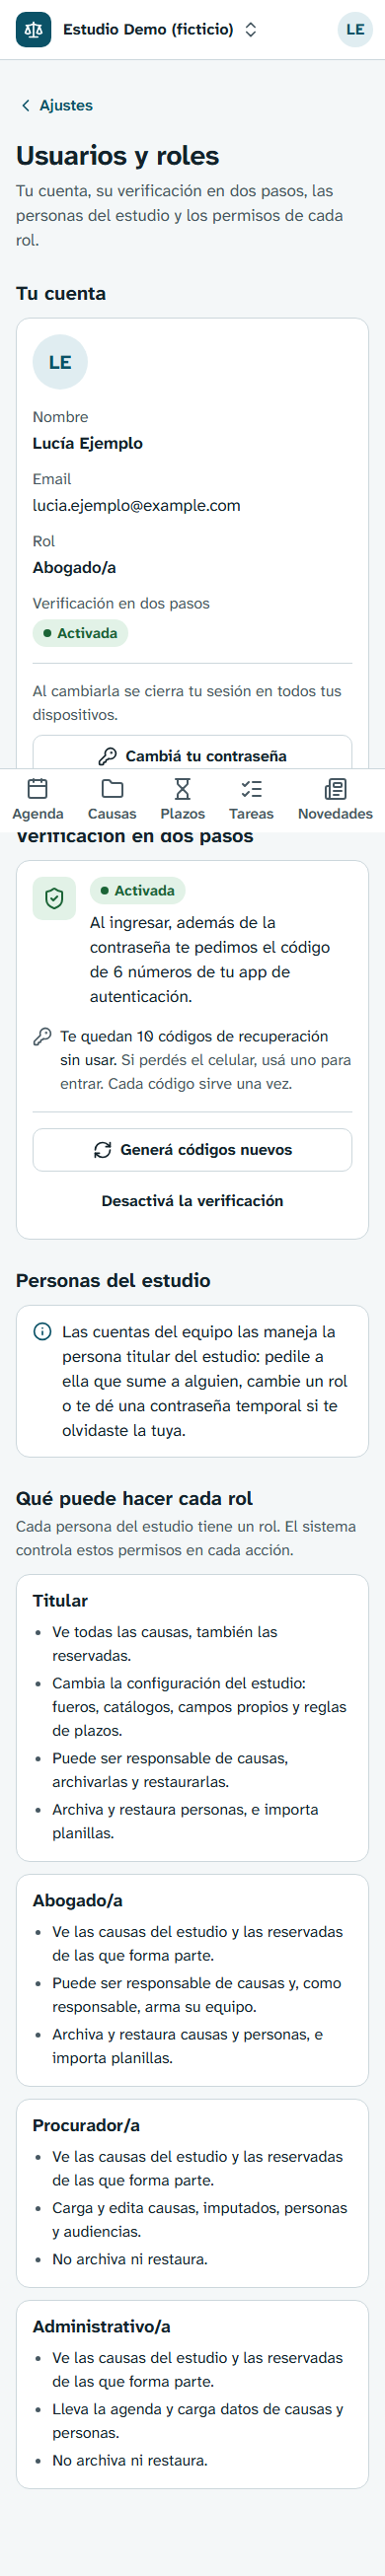 Estudio Demo (ficticio)
LE
Ajustes
Usuarios y roles
Tu cuenta, su verificación en dos pasos, las
personas del estudio y los permisos de cada
rol.
Tu cuenta
LE
Nombre
Lucía Ejemplo
Email
lucia.ejemplo@example.com
Rol
Abogado/a
Verificación en dos pasos
Activada
Al cambiarla se cierra tu sesión en todos tus
dispositivos.
Cambiá tu contraseña
Agenda Causas Plazos Tareas Novedades
Verificación en dos pasos
Activada
Al ingresar, además de la
contraseña te pedimos el código
de 6 números de tu app de
autenticación.
Te quedan 10 códigos de recuperación
sin usar. Si perdés el celular, usá uno para
entrar. Cada código sirve una vez.
Generá códigos nuevos
Desactivá la verificación
Personas del estudio
Las cuentas del equipo las maneja la
persona titular del estudio: pedile a
ella que sume a alguien, cambie un rol
o te dé una contraseña temporal si te
olvidaste la tuya.
Qué puede hacer cada rol
Cada persona del estudio tiene un rol. El sistema
controla estos permisos en cada acción.
Titular
Ve todas las causas, también las
reservadas.
Cambia la configuración del estudio:
fueros, catálogos, campos propios y reglas
de plazos.
Puede ser responsable de causas,
archivarlas y restaurarlas.
Archiva y restaura personas, e importa
planillas.
Abogado/a
Ve las causas del estudio y las reservadas
de las que forma parte.
Puede ser responsable de causas y, como
responsable, arma su equipo.
Archiva y restaura causas y personas, e
importa planillas.
Procurador/a
Ve las causas del estudio y las reservadas
de las que forma parte.
Carga y edita causas, imputados, personas
y audiencias.
No archiva ni restaura.
Administrativo/a
Ve las causas del estudio y las reservadas
de las que forma parte.
Lleva la agenda y carga datos de causas y
personas.
No archiva ni restaura.